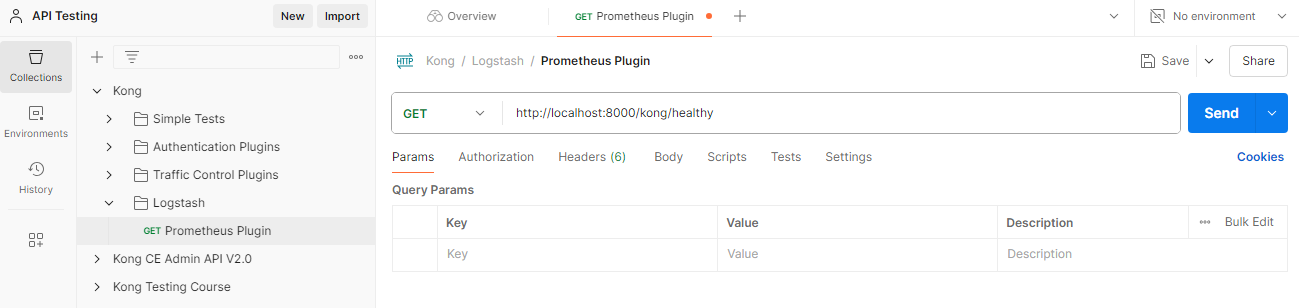 API Testing
New
Import
Overview
GET Prometheus Plugin
No environment
Collections
Environments
History
Kong
Simple Tests
Authentication Plugins
Traffic Control Plugins
Logstash
GET Prometheus Plugin
Kong CE Admin API V2.0
Kong Testing Course
HTTP Kong / Logstash / Prometheus Plugin
Save
Share
GET http://localhost:8000/kong/healthy
Send
Params Authorization Headers (6) Body Scripts Tests Settings Cookies
Query Params
Key Value Description Bulk Edit
Key Value Description